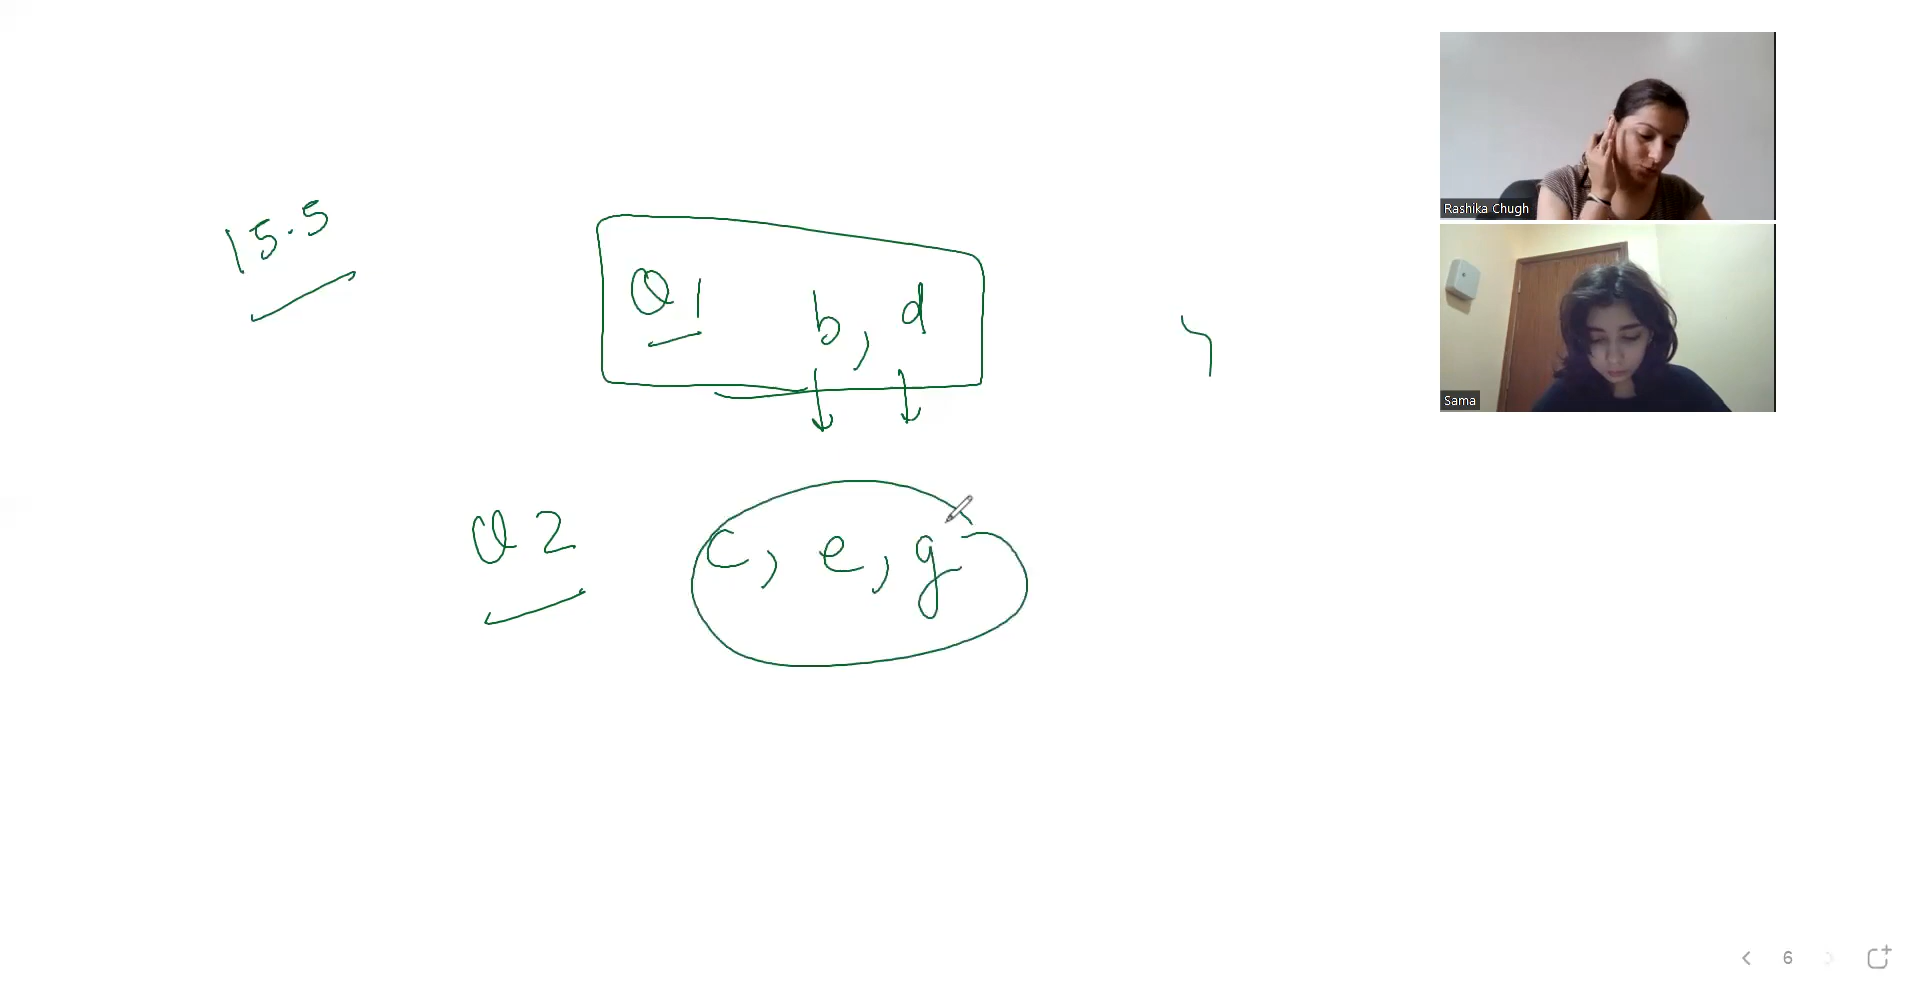 15.5
Q1 b, d
Q2 c, e, g
Rashika Chugh
Sama
6